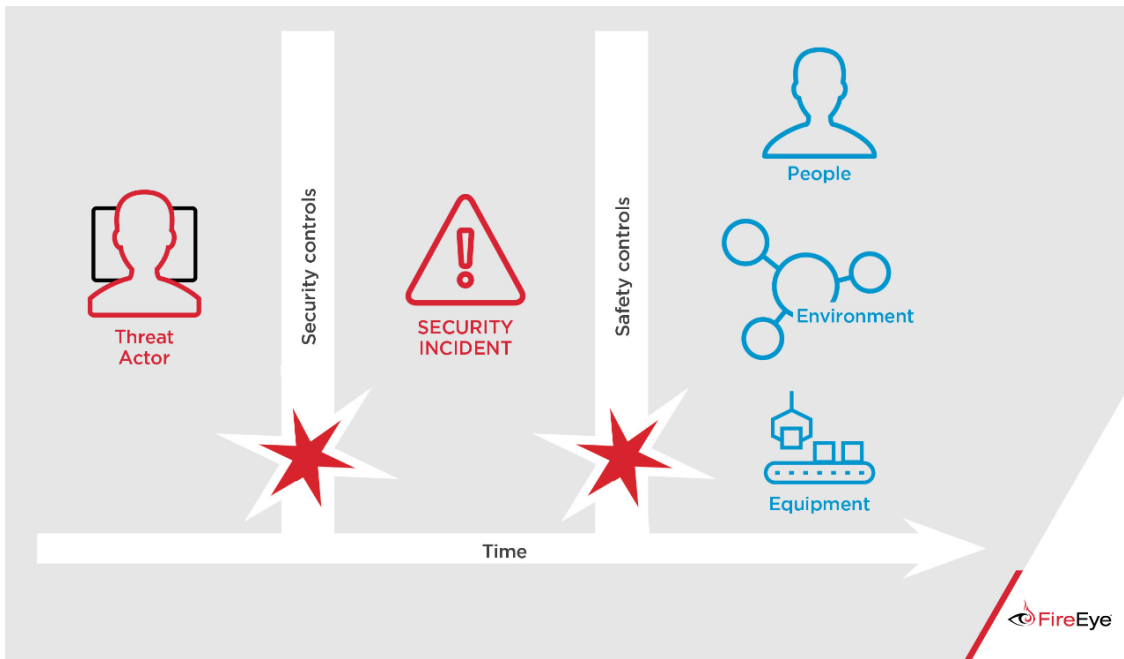 Threat
Actor
Security controls
SECURITY
INCIDENT
Safety controls
People
Environment
Equipment
Time
FireEye